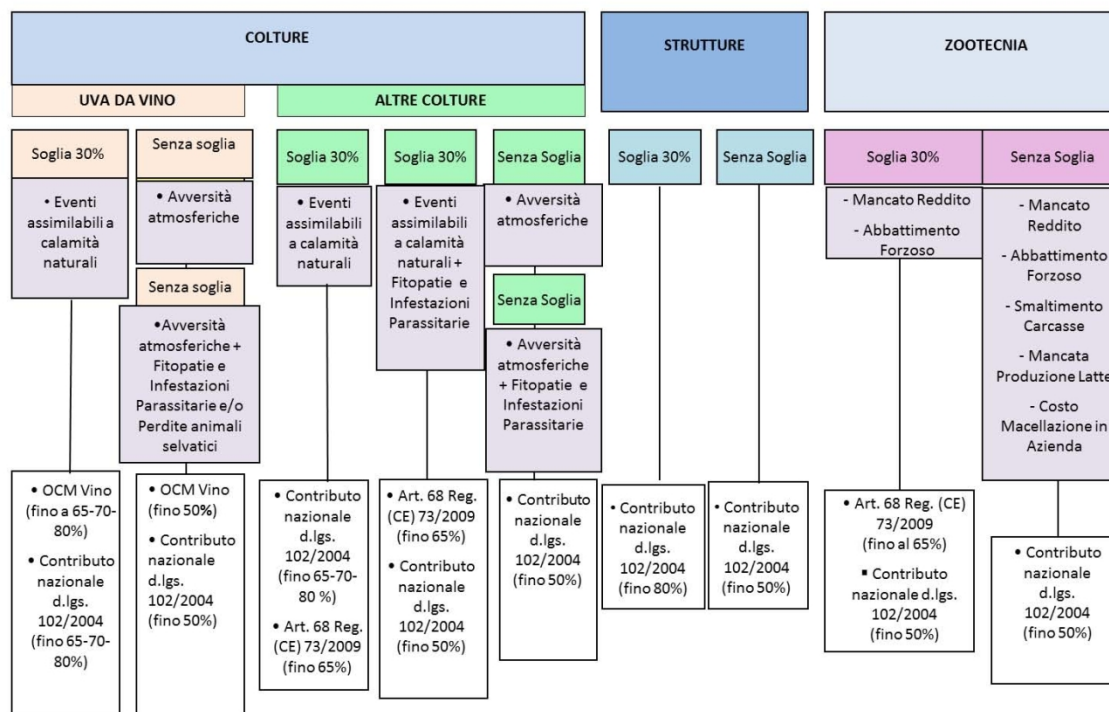 COLTURE
STRUTTURE
ZOOTECNIA
UVA DA VINO
ALTRE COLTURE
Soglia 30%
• Eventi
assimilabili a
calamità
naturali
• OCM Vino
(fino a 65-70-
80%)
• Contributo
nazionale
d.lgs.
102/2004
(fino 65-70-
80%)
Senza soglia
• Avversità
atmosferiche
Senza soglia
•Avversità
atmosferiche +
Fitopatie e
Infestazioni
Parassitarie e/o
Perdite animali
selvatici
• OCM Vino
(fino 50%)
• Contributo
nazionale
d.lgs.
102/2004
(fino 50%)
Soglia 30%
• Eventi
assimilabili a
calamità
naturali
• Contributo
nazionale
d.lgs.
102/2004
(fino 65-70-
80 %)
• Art. 68 Reg.
(CE) 73/2009
(fino 65%)
Soglia 30%
• Eventi
assimilabili a
calamità
naturali +
Fitopatie e
Infestazioni
Parassitarie
• Art. 68 Reg.
(CE) 73/2009
(fino 65%)
• Contributo
nazionale
d.lgs.
102/2004
(fino 50%)
Senza Soglia
• Avversità
atmosferiche
Senza Soglia
• Avversità
atmosferiche
+ Fitopatie e
Infestazioni
Parassitarie
• Contributo
nazionale
d.lgs.
102/2004
(fino 50%)
Soglia 30%
• Contributo
nazionale
d.lgs.
102/2004
(fino 80%)
Senza Soglia
• Contributo
nazionale
d.lgs.
102/2004
(fino 50%)
Soglia 30%
- Mancato Reddito
- Abbattimento
Forzoso
• Art. 68 Reg. (CE)
73/2009
(fino al 65%)
▪ Contributo
nazionale d.lgs.
102/2004
(fino 50%)
Senza Soglia
- Mancato
Reddito
- Abbattimento
Forzoso
- Smaltimento
Carcasse
- Mancata
Produzione Latte
- Costo
Macellazione in
Azienda
• Contributo
nazionale
d.lgs.
102/2004
(fino 50%)